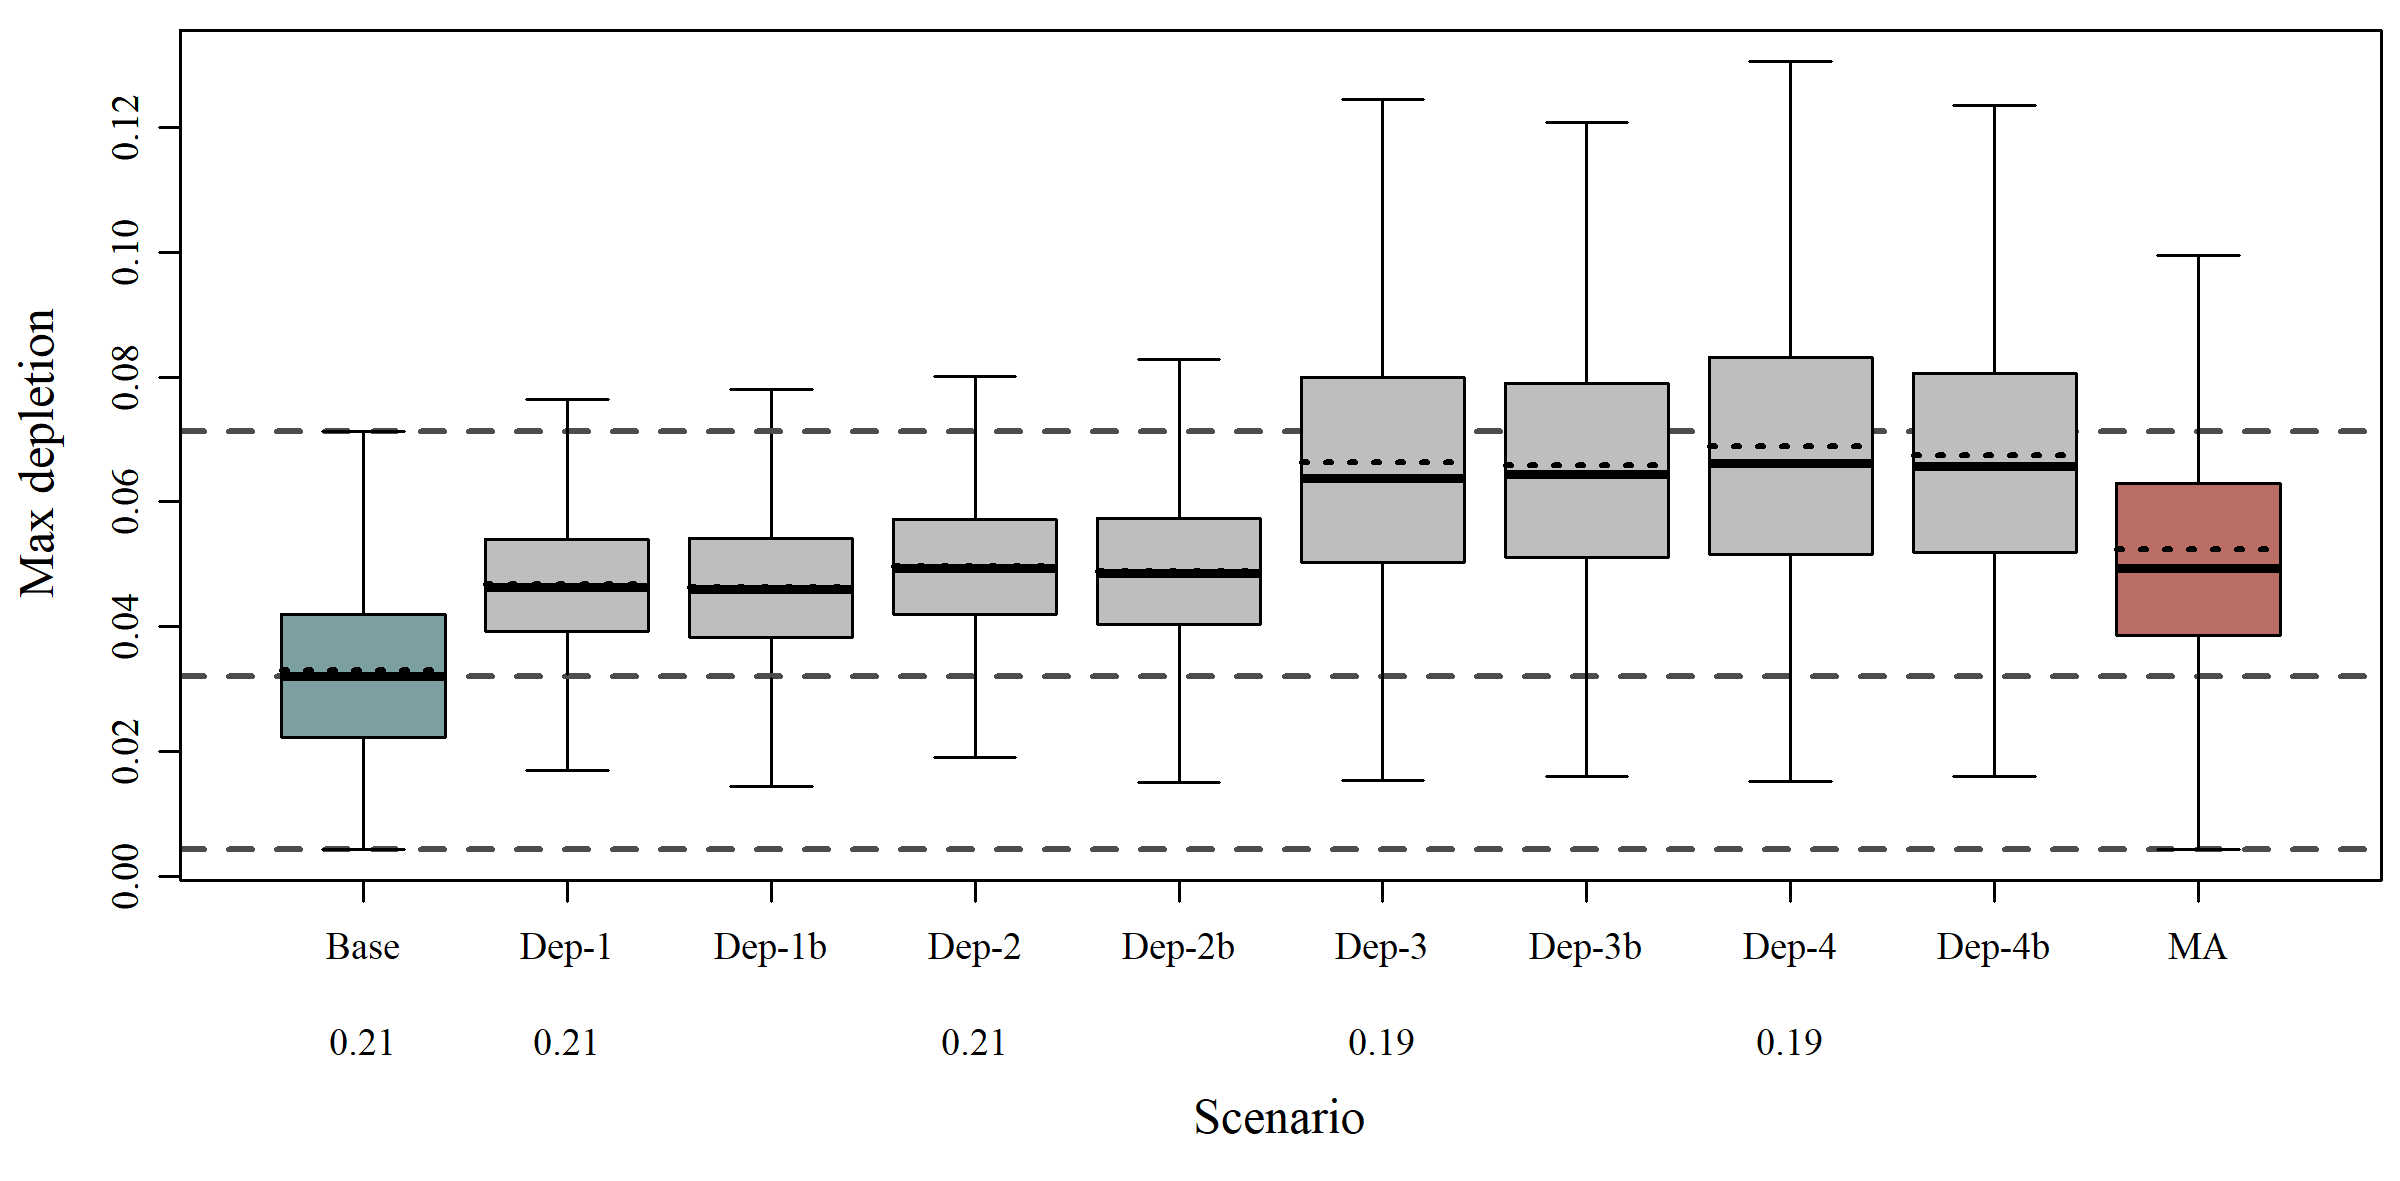 Max depletion
0.12
0.10
0.08
0.06
0.04
0.02
0.00
Base Dep-1 Dep-1b Dep-2 Dep-2b Dep-3 Dep-3b Dep-4 Dep-4b MA
0.21 0.21 0.21 0.19 0.19
Scenario